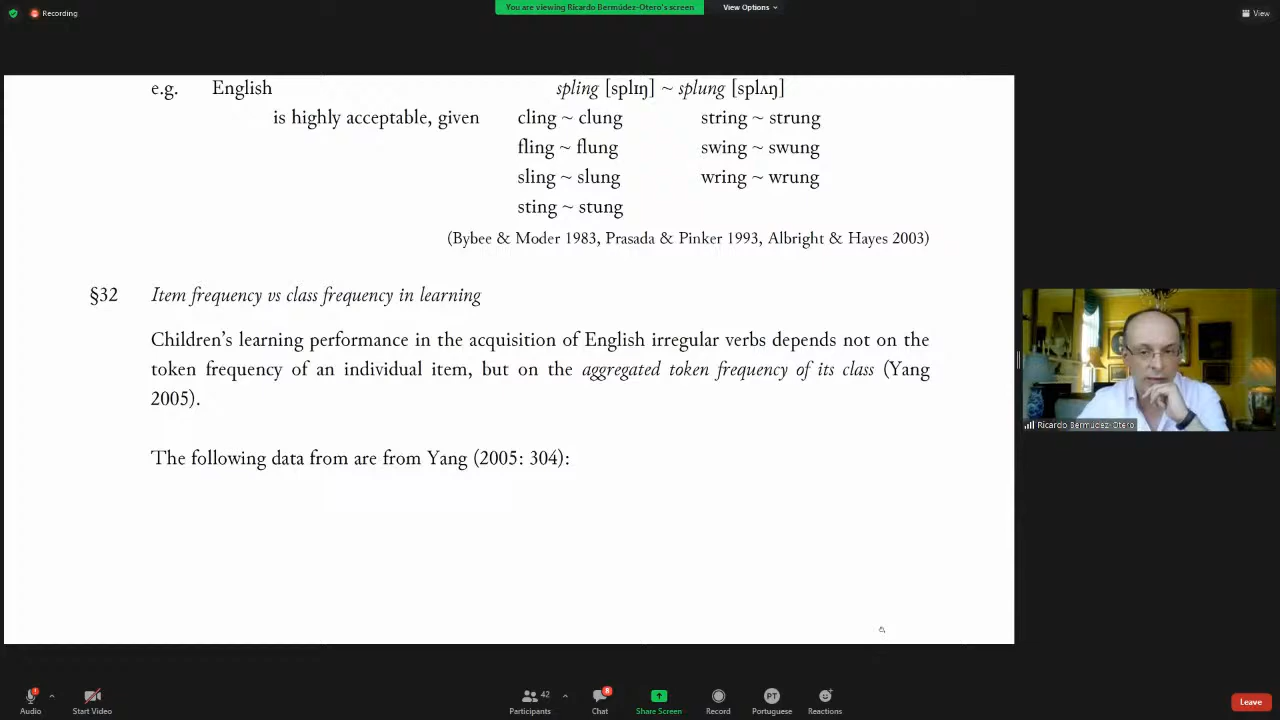 Recording
You are viewing Ricardo Bermúdez-Otero's screen
View Options
View
e.g. English spling [splɪŋ] ~ splung [splʌŋ]
is highly acceptable, given cling ~ clung string ~ strung
fling ~ flung swing ~ swung
sling ~ slung wring ~ wrung
sting ~ stung
(Bybee & Moder 1983, Prasada & Pinker 1993, Albright & Hayes 2003)
§32 Item frequency vs class frequency in learning
Children's learning performance in the acquisition of English irregular verbs depends not on the
token frequency of an individual item, but on the aggregated token frequency of its class (Yang
2005).
The following data from are from Yang (2005: 304):
Ricardo Bermúdez-Otero
42
8
PT
Audio Start Video Participants Chat Share Screen Record Portuguese Reactions Leave